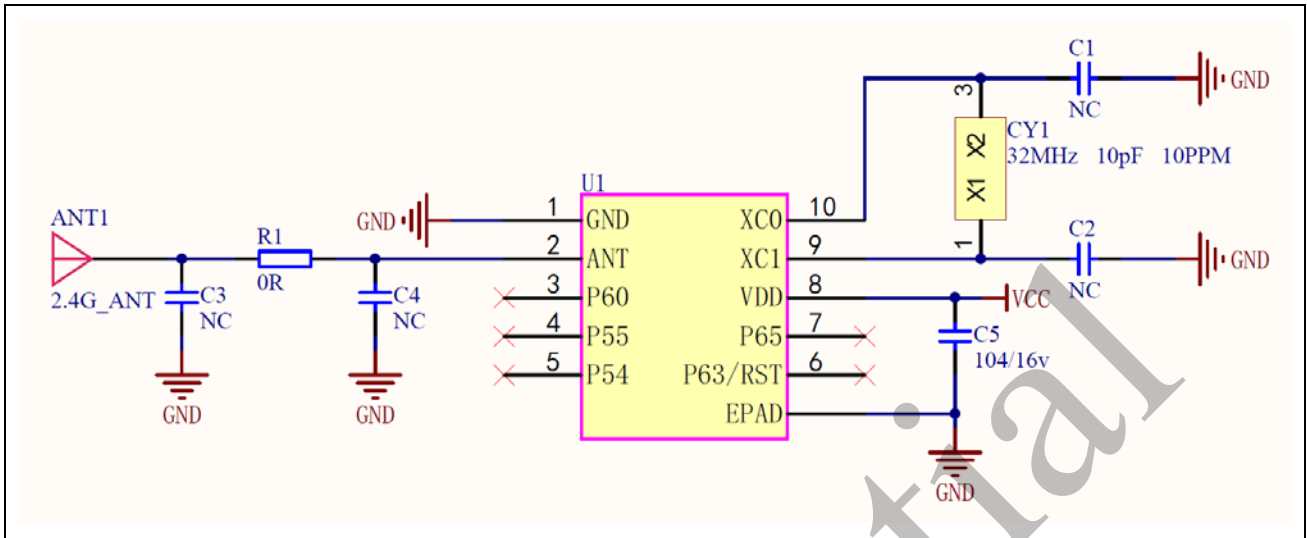 ANT1
2.4G_ANT
C3
NC
GND
R1
0R
C4
NC
GND
GND
U1
1 GND
2 ANT
3 P60
4 P55
5 P54
XC0 10
XC1 9
VDD 8
P65 7
P63/RST 6
EPAD
3
X1 X2
1
CY1
32MHz 10pF 10PPM
C1
NC
GND
C2
NC
GND
VCC
C5
104/16v
GND
tial